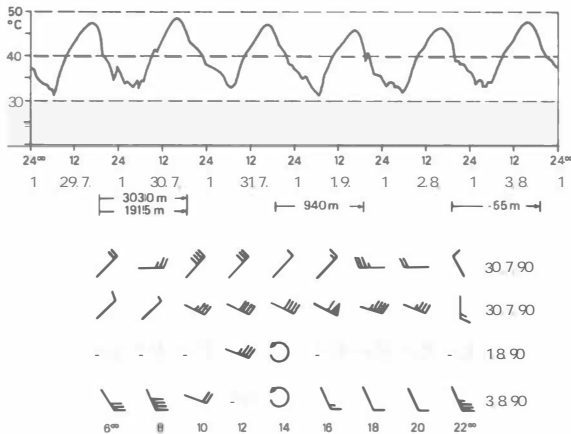 50
°C
40
30
24⁰⁰ 12 24 12 24 12 24 12 24 12 24 12 24⁰⁰
1 29.7. 1 30.7. 1 31.7. 1 1.9. 1 2.8. 1 3.8. 1
3030 m 940 m -55 m
1915 m
30.7.90
30.7.90
- - - - - - 1.8.90
- 3.8.90
6⁰⁰ 8 10 12 14 16 18 20 22⁰⁰